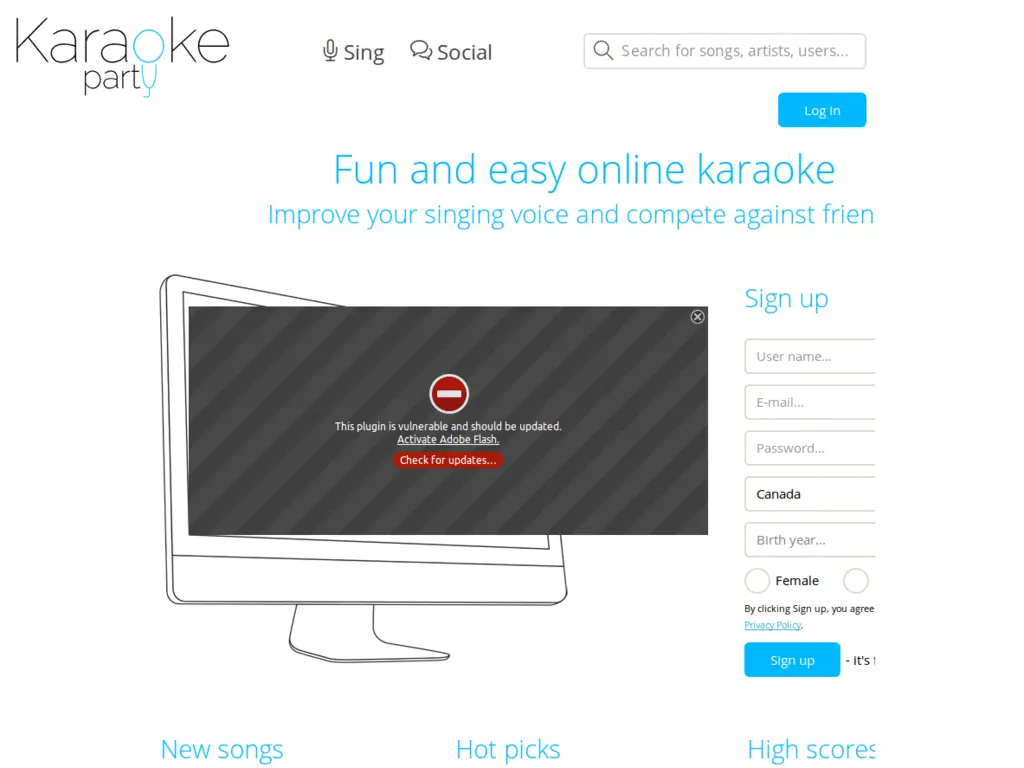 Karaoke
party
Sing
Social
Search for songs, artists, users...
Log in
Fun and easy online karaoke
Improve your singing voice and compete against frien
Sign up
User name...
E-mail...
Password...
Canada
Birth year...
Female
By clicking Sign up, you agree
Privacy Policy.
Sign up
- it's
This plugin is vulnerable and should be updated.
Activate Adobe Flash.
Check for updates...
New songs
Hot picks
High scores